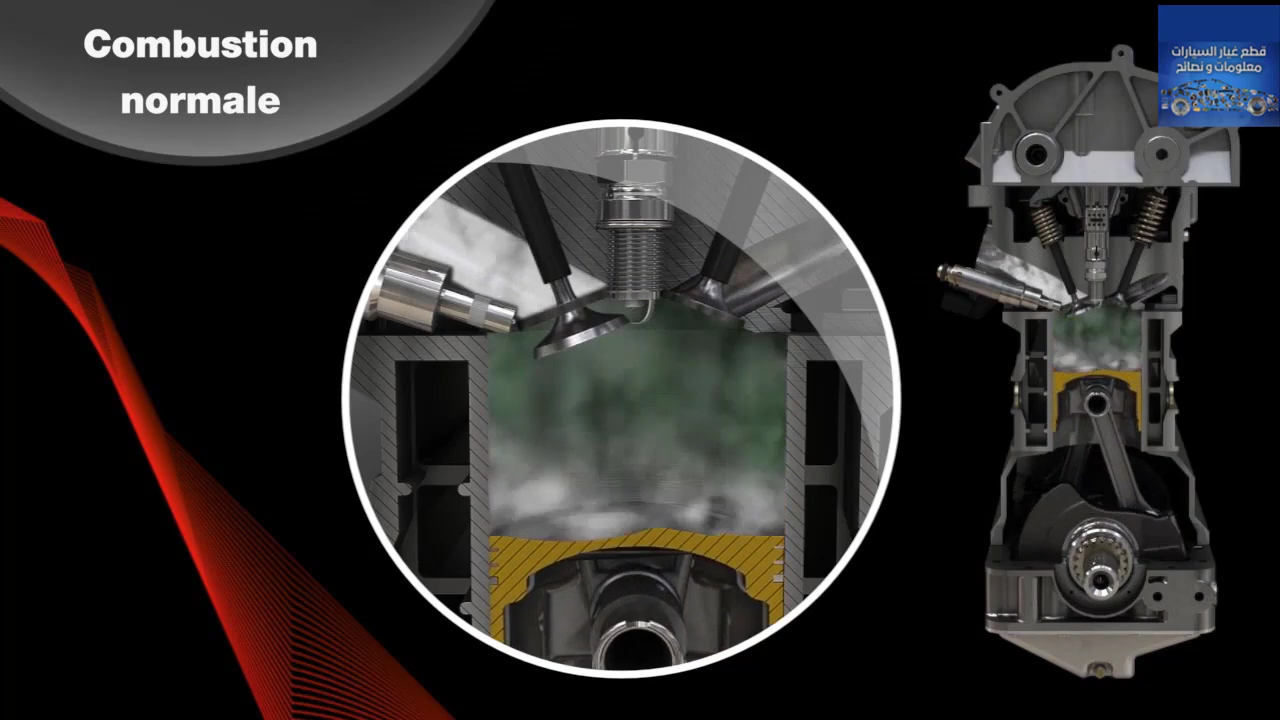 Combustion
normale
قطع غيار السيارات
معلومات و نصائح